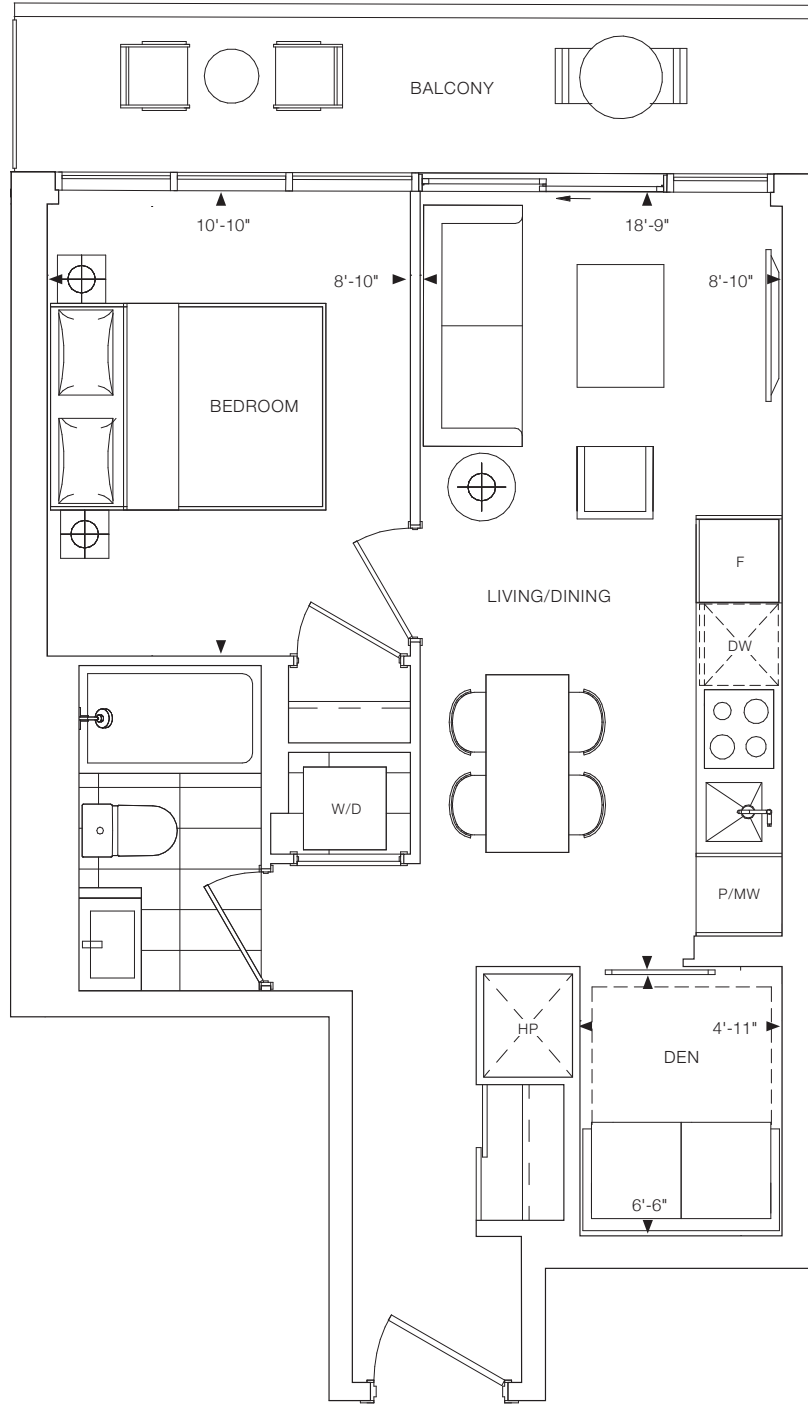 BALCONY
10'-10"
18'-9"
8'-10"
8'-10"
BEDROOM
F
LIVING/DINING
DW
W/D
P/MW
HP
4'-11"
DEN
6'-6"